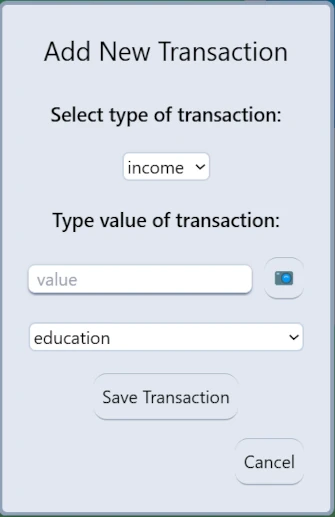 Add New Transaction
Select type of transaction:
income
Type value of transaction:
value
education
Save Transaction
Cancel